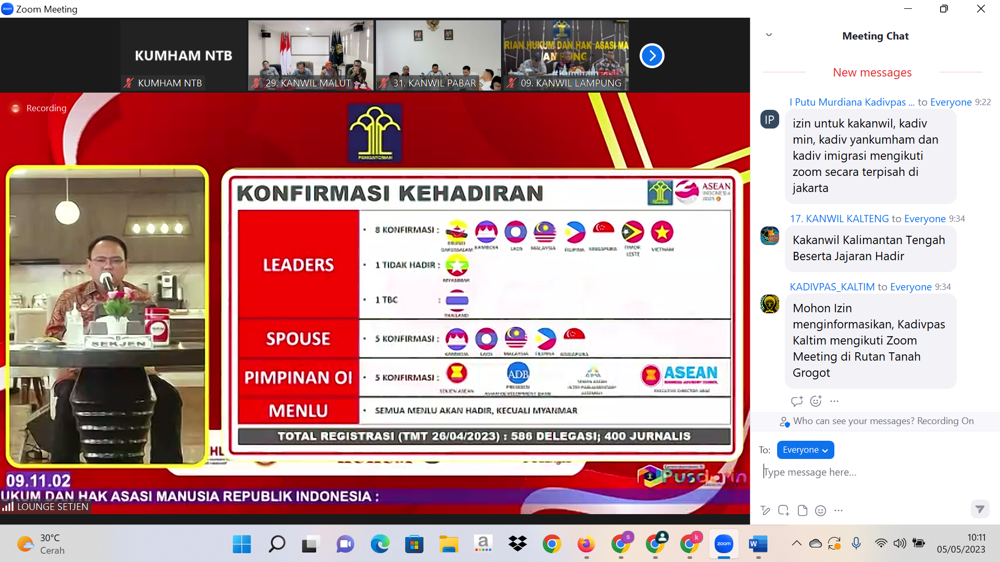 zoom
Zoom Meeting
KUMHAM NTB
KUMHAM NTB
29. KANWIL MALUT
31. KANWIL PABAR
RIAN HUKUM DAN HAK ASASI MA
LAMPUNG
09. KANWIL LAMPUNG
Recording
PENGAYOMAN
KONFIRMASI KEHADIRAN
ASEAN
INDONESIA
2023
LEADERS
• 8 KONFIRMASI :
BRUNEI DARUSSALAM
KAMBOJA
LAOS
MALAYSIA
FILIPINA
SINGAPURA
TIMOR LESTE
VIETNAM
• 1 TIDAK HADIR :
MYANMAR
• 1 TBC :
THAILAND
SPOUSE
• 5 KONFIRMASI :
KAMBOJA
LAOS
MALAYSIA
FILIPINA
SINGAPURA
PIMPINAN OI
• 5 KONFIRMASI :
SEKJEN ASEAN
ADB
PRESIDEN
ASIAN DEVELOPMENT BANK
AIPA
SEKJEN ASEAN
INTER-PARLIAMENTARY
ASSEMBLY
ASEAN
BUSINESS ADVISORY COUNCIL
EXECUTIVE DIRECTOR ABAC
MENLU
• SEMUA MENLU AKAN HADIR, KECUALI MYANMAR
TOTAL REGISTRASI (TMT 26/04/2023) : 586 DELEGASI; 400 JURNALIS
SEKJEN
Pusdatin
09.11.02
UKUM DAN HAK ASASI MANUSIA REPUBLIK INDONESIA :
LOUNGE SETJEN
Meeting Chat
New messages
I Putu Murdiana Kadivpas ... to Everyone 9:22
IP
izin untuk kakanwil, kadiv
min, kadiv yankumham dan
kadiv imigrasi mengikuti
zoom secara terpisah di
jakarta
17. KANWIL KALTENG to Everyone 9:34
Kakanwil Kalimantan Tengah
Beserta Jajaran Hadir
KADIVPAS_KALTIM to Everyone 9:34
Mohon Izin
menginformasikan, Kadivpas
Kaltim mengikuti Zoom
Meeting di Rutan Tanah
Grogot
Who can see your messages? Recording On
To: Everyone
Type message here...
30°C
Cerah
a
s
k
zoom
W
10:11
05/05/2023